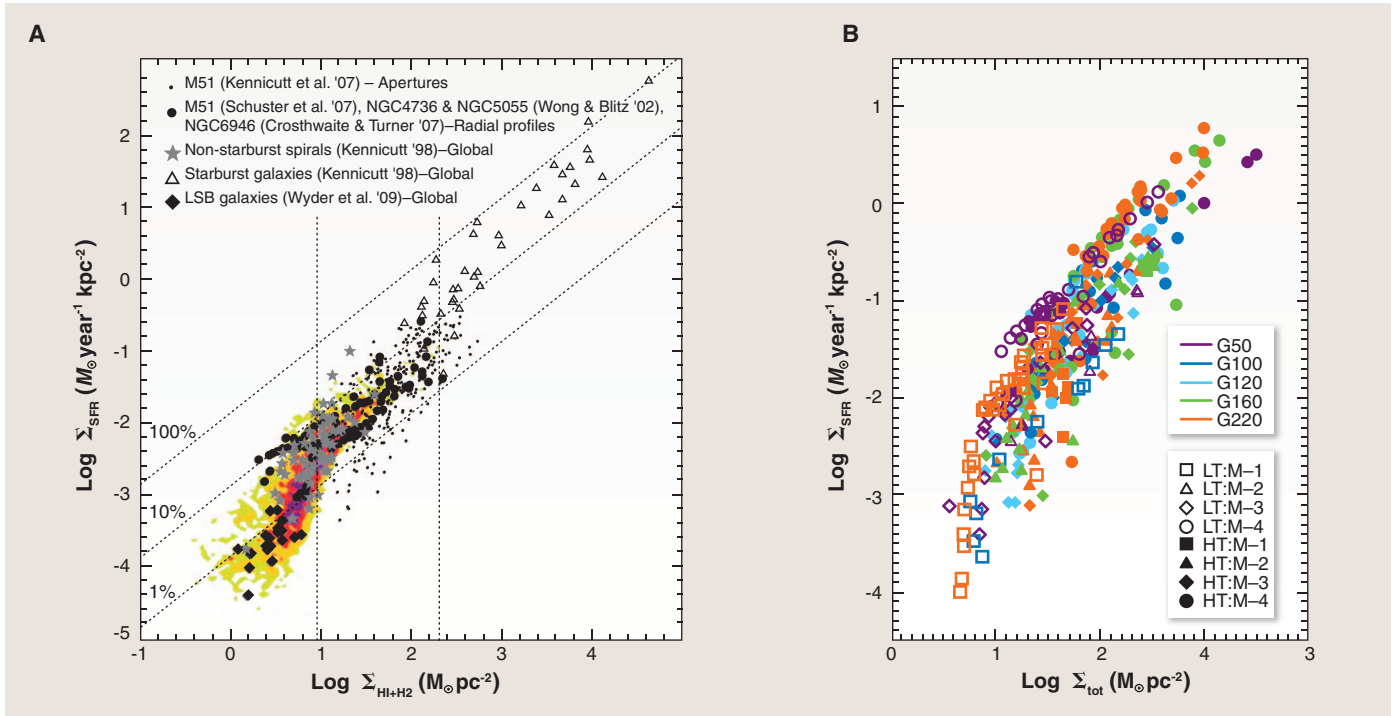 A
M51 (Kennicutt et al. '07) – Apertures
M51 (Schuster et al. '07), NGC4736 & NGC5055 (Wong & Blitz '02),
NGC6946 (Crosthwaite & Turner '07)–Radial profiles
Non-starburst spirals (Kennicutt '98)–Global
Starburst galaxies (Kennicutt '98)–Global
LSB galaxies (Wyder et al. '09)–Global
2
1
0
-1
-2
-3
-4
-5
Log ΣSFR (M⊙ year-1 kpc-2)
100%
10%
1%
-1 0 1 2 3 4
Log ΣHI+H2 (M⊙ pc-2)
B
1
0
-1
-2
-3
-4
Log ΣSFR (M⊙ year-1 kpc-2)
G50
G100
G120
G160
G220
LT:M–1
LT:M–2
LT:M–3
LT:M–4
HT:M–1
HT:M–2
HT:M–3
HT:M–4
0 1 2 4 3
Log Σtot (M⊙ pc-2)